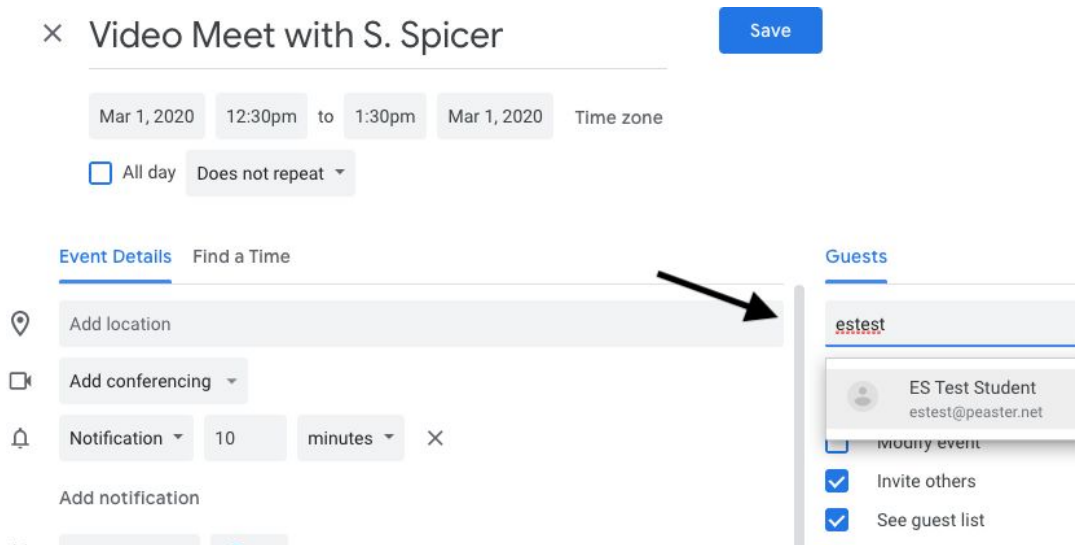 Video Meet with S. Spicer
Save
Mar 1, 2020 12:30pm to 1:30pm Mar 1, 2020 Time zone
All day Does not repeat
Event Details Find a Time
Guests
Add location
estest
Add conferencing
ES Test Student
estest@peaster.net
Notification 10 minutes
Modify event
Invite others
Add notification
See guest list